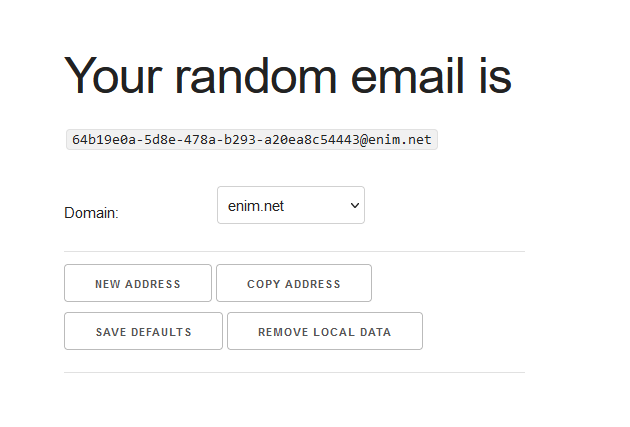 Your random email is
64b19e0a-5d8e-478a-b293-a20ea8c54443@enim.net
Domain: enim.net
NEW ADDRESS COPY ADDRESS
SAVE DEFAULTS REMOVE LOCAL DATA